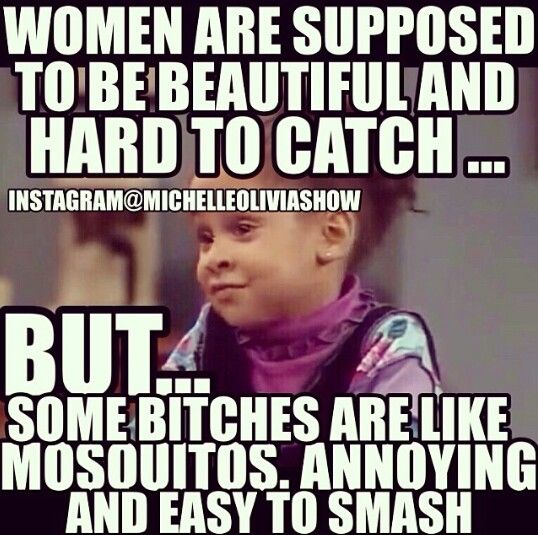 WOMEN ARE SUPPOSED
TO BE BEAUTIFUL AND
HARD TO CATCH ...
INSTAGRAM@MICHELLEOLIVIASHOW
BUT...
SOME BITCHES ARE LIKE
MOSQUITOS. ANNOYING
AND EASY TO SMASH